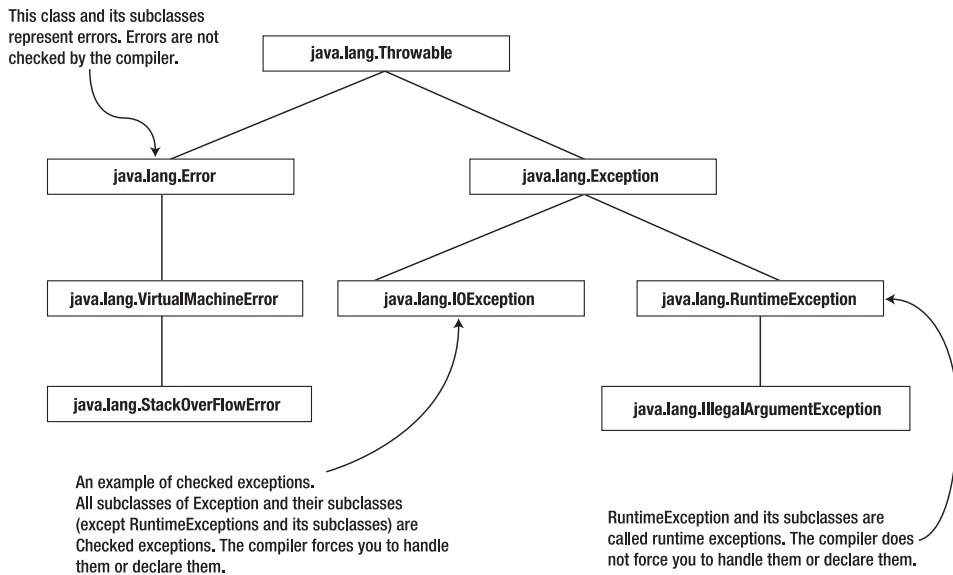 This class and its subclasses
represent errors. Errors are not
checked by the compiler.
java.lang.Throwable
java.lang.Error
java.lang.Exception
java.lang.VirtualMachineError
java.lang.IOException
java.lang.RuntimeException
java.lang.StackOverFlowError
java.lang.IllegalArgumentException
An example of checked exceptions.
All subclasses of Exception and their subclasses
(except RuntimeExceptions and its subclasses) are
Checked exceptions. The compiler forces you to handle
them or declare them.
RuntimeException and its subclasses are
called runtime exceptions. The compiler does
not force you to handle them or declare them.